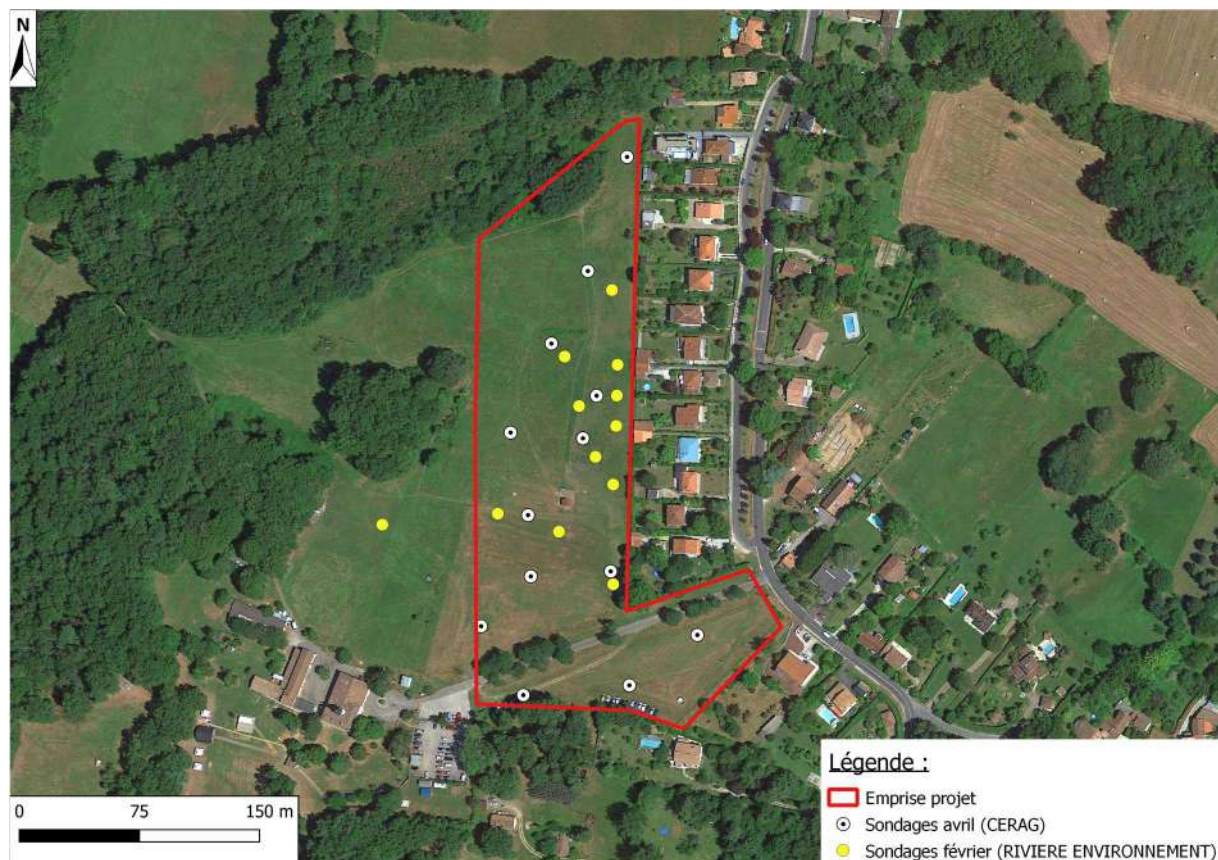 N
0 75 150 m
Légende :
Emprise projet
Sondages avril (CERAG)
Sondages février (RIVIERE ENVIRONNEMENT)